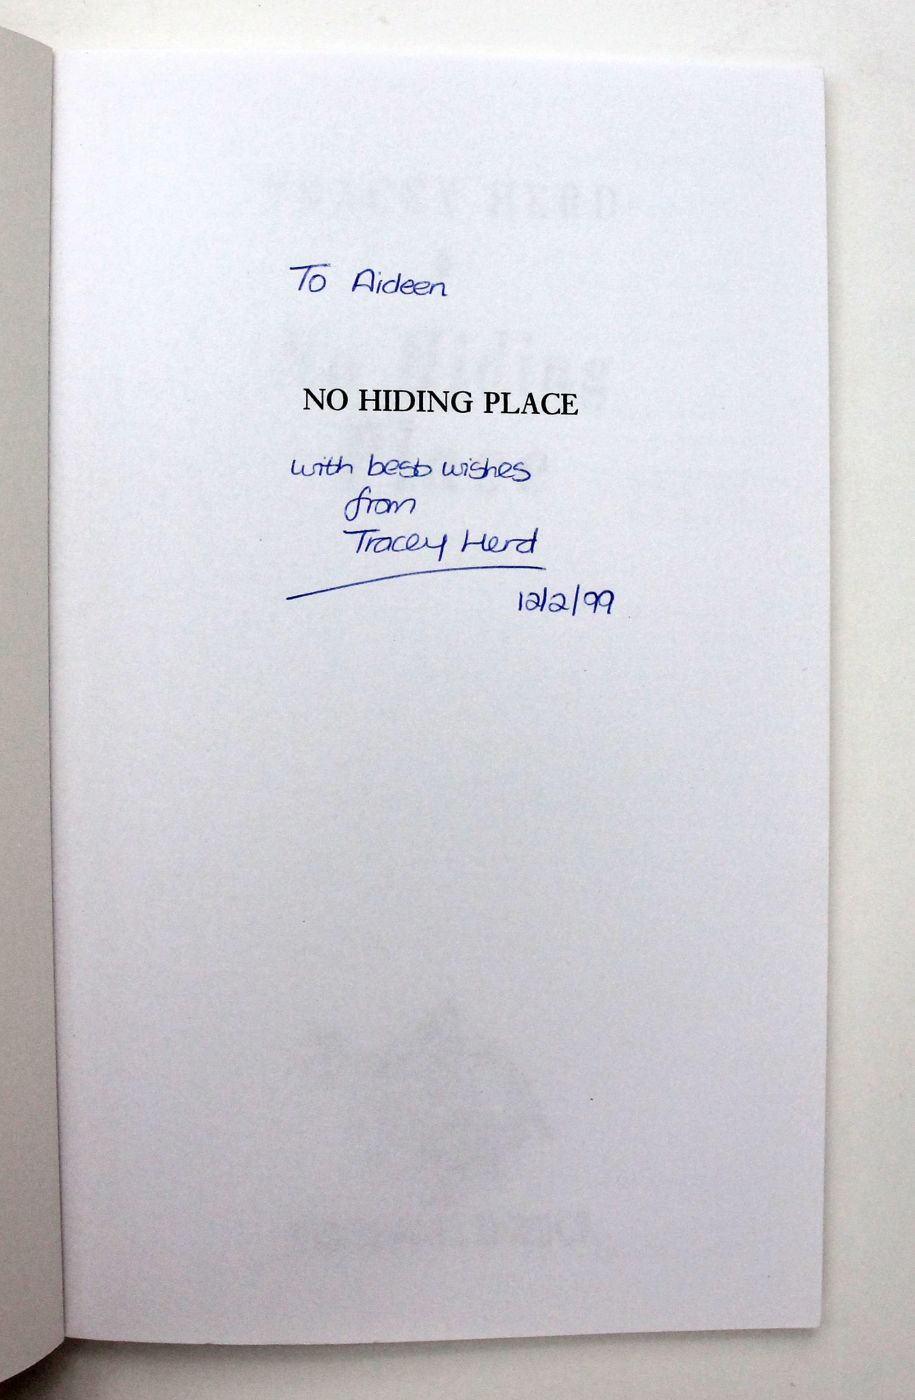 To Aideen
NO HIDING PLACE
with best wishes
from
Tracey Herd
12/2/99